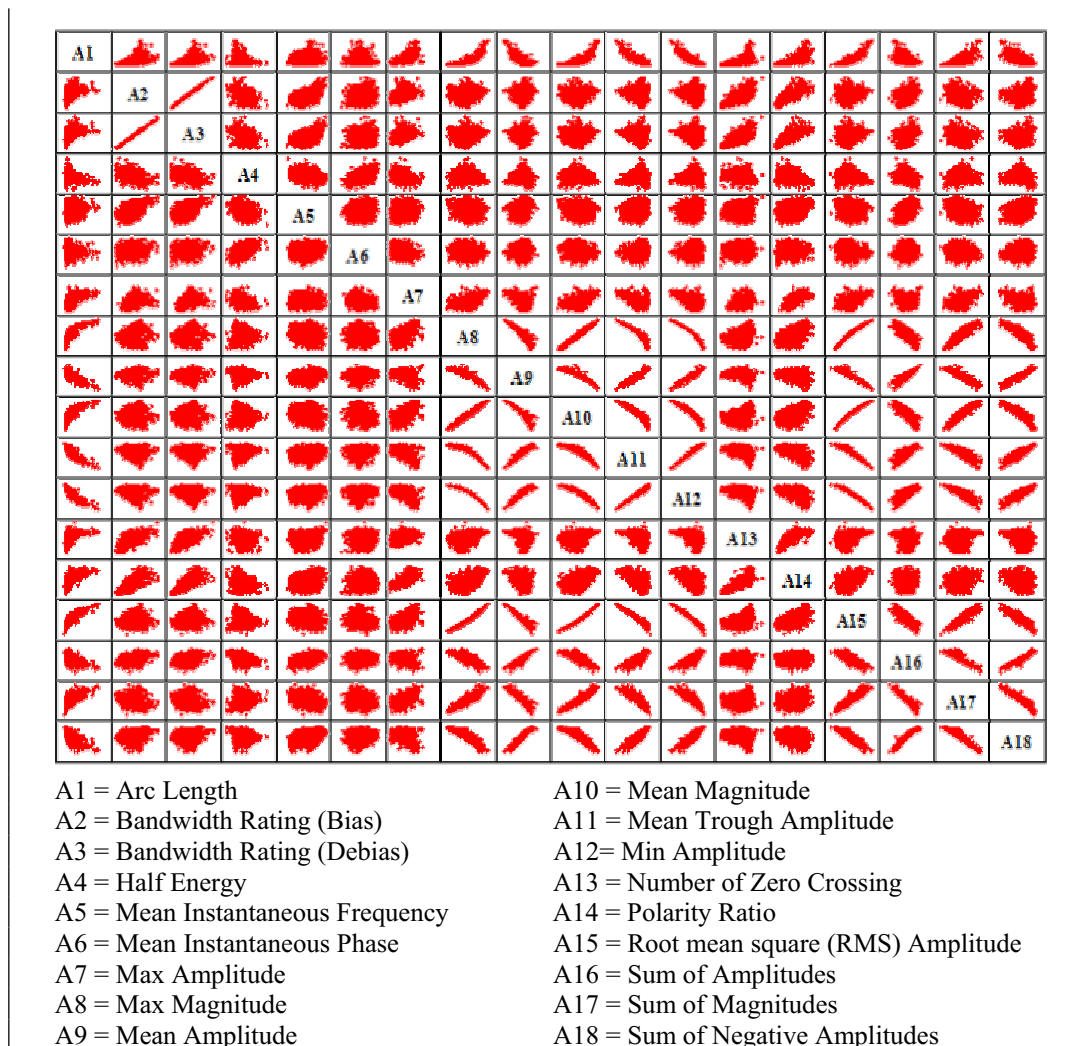 A1
A2
A3
A4
A5
A6
A7
A8
A9
A10
A11
A12
A13
A14
A15
A16
A17
A18
A1 = Arc Length
A2 = Bandwidth Rating (Bias)
A3 = Bandwidth Rating (Debias)
A4 = Half Energy
A5 = Mean Instantaneous Frequency
A6 = Mean Instantaneous Phase
A7 = Max Amplitude
A8 = Max Magnitude
A9 = Mean Amplitude
A10 = Mean Magnitude
A11 = Mean Trough Amplitude
A12= Min Amplitude
A13 = Number of Zero Crossing
A14 = Polarity Ratio
A15 = Root mean square (RMS) Amplitude
A16 = Sum of Amplitudes
A17 = Sum of Magnitudes
A18 = Sum of Negative Amplitudes